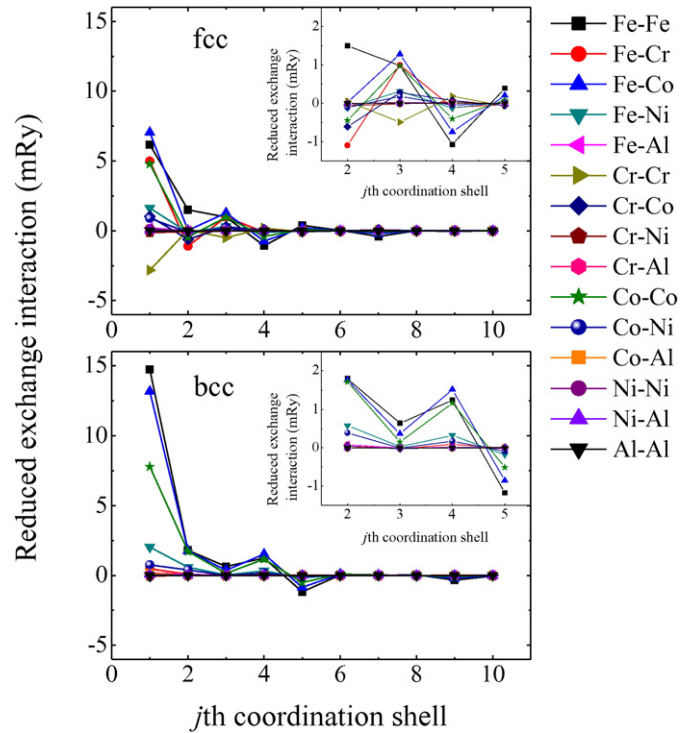 Reduced exchange interaction (mRy)
fcc
15
10
5
0
-5
0
2
4
6
8
10
Reduced exchange
interaction (mRy)
2
1
0
-1
2
3
4
5
jth coordination shell
bcc
15
10
5
0
-5
0
2
4
6
8
10
Reduced exchange
interaction (mRy)
2
1
0
-1
2
3
4
5
jth coordination shell
jth coordination shell
Fe-Fe
Fe-Cr
Fe-Co
Fe-Ni
Fe-Al
Cr-Cr
Cr-Co
Cr-Ni
Cr-Al
Co-Co
Co-Ni
Co-Al
Ni-Ni
Ni-Al
Al-Al